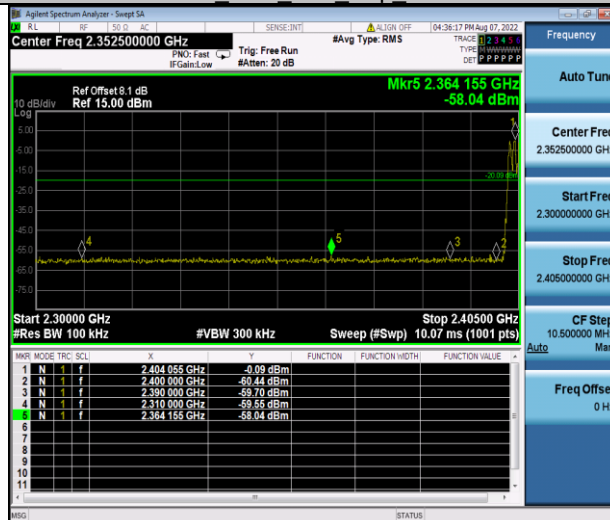 Agilent Spectrum Analyzer - Swept SA
RL RF 50 Ω AC SENSE:INT ALIGN OFF 04:36:17 PM Aug 07, 2022
Center Freq 2.352500000 GHz
PNO: Fast
IFGain:Low
Trig: Free Run
#Atten: 20 dB
#Avg Type: RMS
TRACE 1 2 3 4 5 6
TYPE
DET P P P P P P
Frequency
Auto Tune
Center Freq
2.352500000 GHz
Start Freq
2.300000000 GHz
Stop Freq
2.405000000 GHz
CF Step
10.500000 MHz
Auto Man
Freq Offset
0 Hz
Mkr5 2.364 155 GHz
-58.04 dBm
Ref Offset 8.1 dB
Ref 15.00 dBm
10 dB/div
Log
5.00
-5.00
-15.0
-20.09 dBm
-25.0
-35.0
-45.0
-55.0
-65.0
-75.0
1
4
5
3
2
Start 2.30000 GHz Stop 2.40500 GHz
#Res BW 100 kHz #VBW 300 kHz Sweep (#Swp) 10.07 ms (1001 pts)
MKR MODE TRC SCL X Y FUNCTION FUNCTION WIDTH FUNCTION VALUE
1 N 1 f 2.404 055 GHz -0.09 dBm
2 N 1 f 2.400 000 GHz -60.44 dBm
3 N 1 f 2.390 000 GHz -59.70 dBm
4 N 1 f 2.310 000 GHz -59.55 dBm
5 N 1 f 2.364 155 GHz -58.04 dBm
6
7
8
9
10
11
MSG STATUS